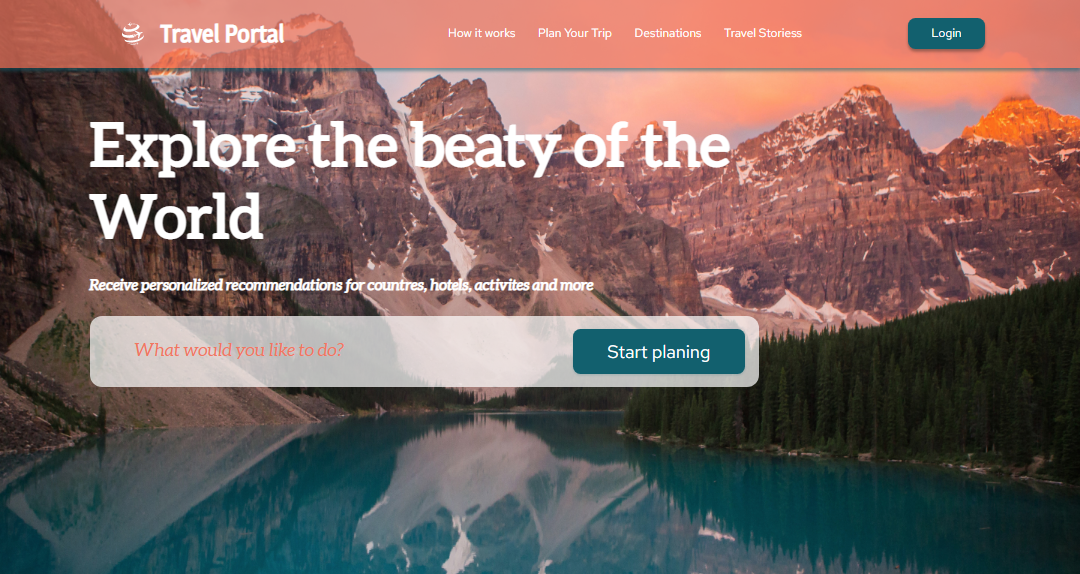 Travel Portal
How it works
Plan Your Trip
Destinations
Travel Storiess
Login
Explore the beaty of the
World
Receive personalized recommendations for countres, hotels, activites and more
What would you like to do?
Start planing